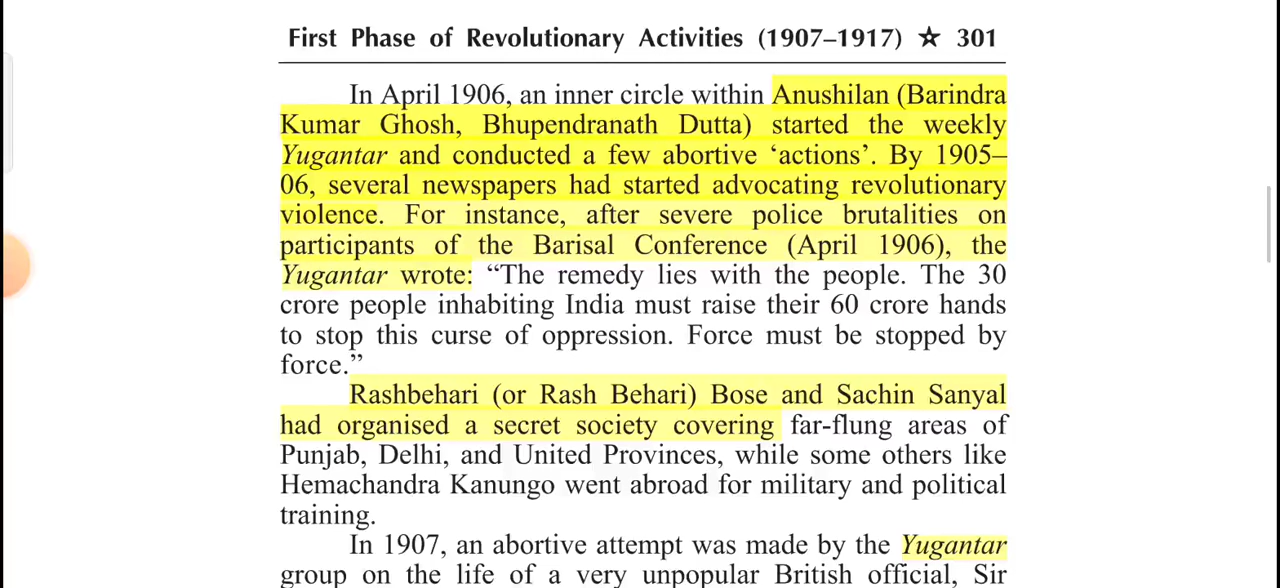 First Phase of Revolutionary Activities (1907–1917) ☆ 301
In April 1906, an inner circle within Anushilan (Barindra
Kumar Ghosh, Bhupendranath Dutta) started the weekly
Yugantar and conducted a few abortive ‘actions’. By 1905–
06, several newspapers had started advocating revolutionary
violence. For instance, after severe police brutalities on
participants of the Barisal Conference (April 1906), the
Yugantar wrote: “The remedy lies with the people. The 30
crore people inhabiting India must raise their 60 crore hands
to stop this curse of oppression. Force must be stopped by
force.”
Rashbehari (or Rash Behari) Bose and Sachin Sanyal
had organised a secret society covering far-flung areas of
Punjab, Delhi, and United Provinces, while some others like
Hemachandra Kanungo went abroad for military and political
training.
In 1907, an abortive attempt was made by the Yugantar
group on the life of a very unpopular British official, Sir